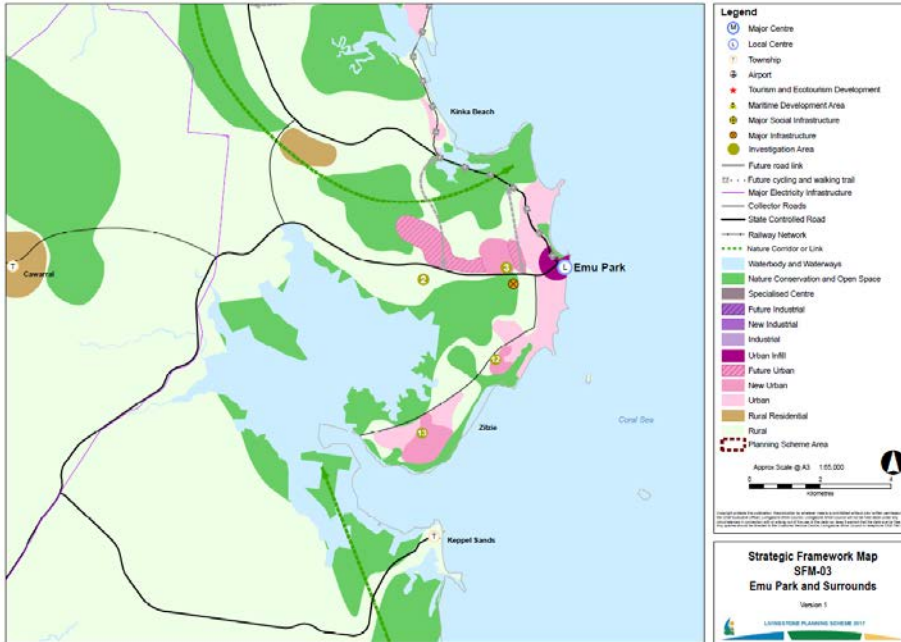 Kinka Beach
Cawarral
T
2
3
L
Emu Park
Zilzie
Coral Sea
T
Keppel Sands
Legend
M Major Centre
L Local Centre
T Township
Airport
Tourism and Ecotourism Development
Maritime Development Area
Major Social Infrastructure
Major Infrastructure
Investigation Area
Future road link
Future cycling and walking trail
Major Electricity Infrastructure
Collector Roads
State Controlled Road
Railway Network
Nature Corridor or Link
Waterbody and Waterways
Nature Conservation and Open Space
Specialised Centre
Future Industrial
New Industrial
Industrial
Urban Infill
Future Urban
New Urban
Urban
Rural Residential
Rural
Planning Scheme Area
Approx Scale @ A3 1:65,000
0 2 4
Kilometres
Strategic Framework Map
SFM-03
Emu Park and Surrounds
Version 1
LIVINGSTONE PLANNING SCHEME 2017